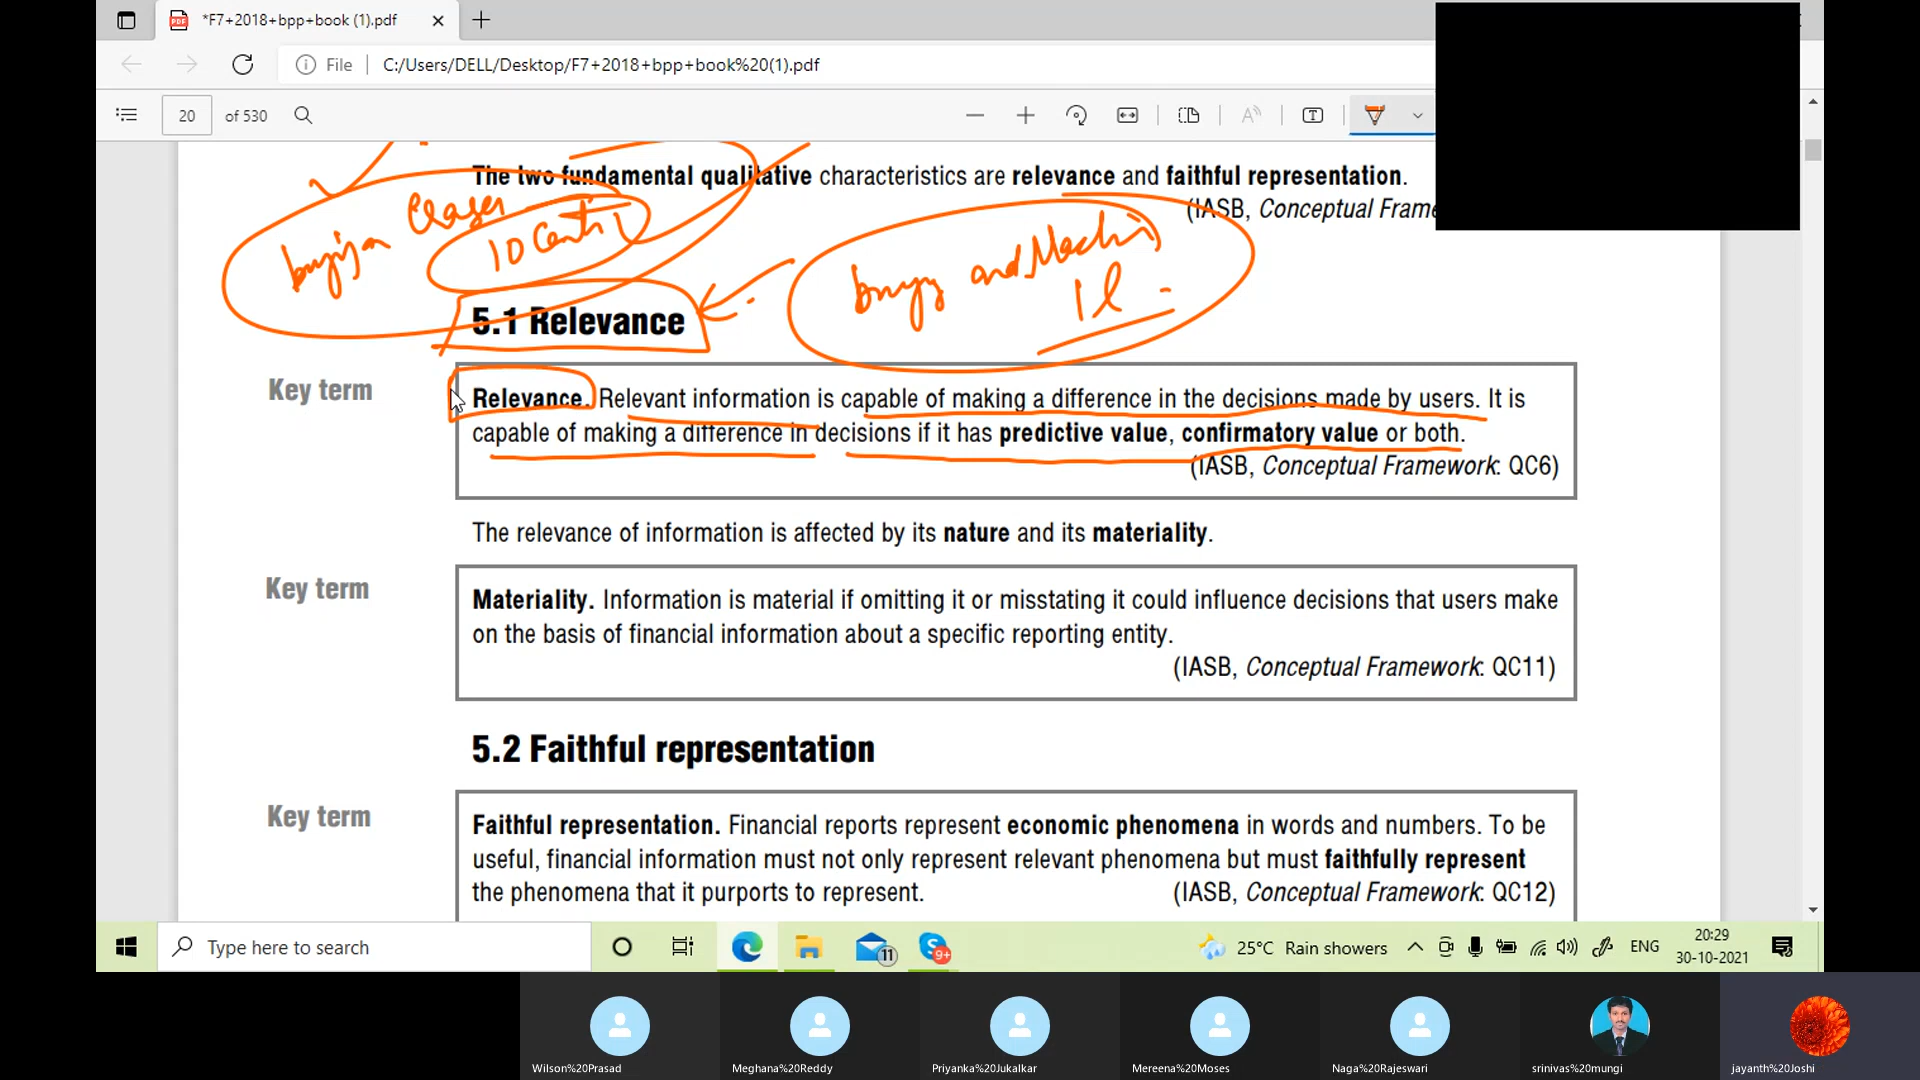 *F7+2018+bpp+book (1).pdf
File
C:/Users/DELL/Desktop/F7+2018+bpp+book%20(1).pdf
20 of 530
The two fundamental qualitative characteristics are relevance and faithful representation.
(IASB, Conceptual Frame
Eraser
10 Cent
and Machi
1 l
5.1 Relevance
Key term
Relevance. Relevant information is capable of making a difference in the decisions made by users. It is
capable of making a difference in decisions if it has predictive value, confirmatory value or both.
(IASB, Conceptual Framework: QC6)
The relevance of information is affected by its nature and its materiality.
Key term
Materiality. Information is material if omitting it or misstating it could influence decisions that users make
on the basis of financial information about a specific reporting entity.
(IASB, Conceptual Framework: QC11)
5.2 Faithful representation
Key term
Faithful representation. Financial reports represent economic phenomena in words and numbers. To be
useful, financial information must not only represent relevant phenomena but must faithfully represent
the phenomena that it purports to represent. (IASB, Conceptual Framework: QC12)
Type here to search
11
9+
25°C Rain showers
ENG
20:29
30-10-2021
Wilson%20Prasad
Meghana%20Reddy
Priyanka%20Jukalkar
Mereena%20Moses
Naga%20Rajeswari
srinivas%20mungi
jayanth%20Joshi